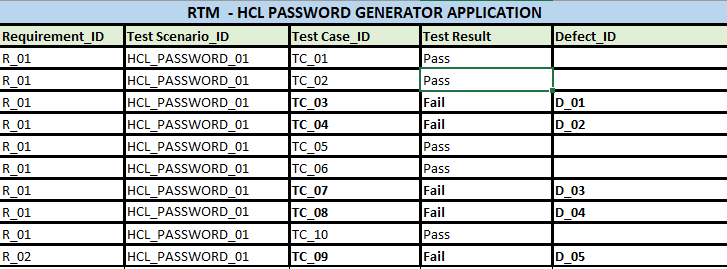 RTM - HCL PASSWORD GENERATOR APPLICATION
Requirement_ID Test Scenario_ID Test Case_ID Test Result Defect_ID
R_01 HCL_PASSWORD_01 TC_01 Pass
R_01 HCL_PASSWORD_01 TC_02 Pass
R_01 HCL_PASSWORD_01 TC_03 Fail D_01
R_01 HCL_PASSWORD_01 TC_04 Fail D_02
R_01 HCL_PASSWORD_01 TC_05 Pass
R_01 HCL_PASSWORD_01 TC_06 Pass
R_01 HCL_PASSWORD_01 TC_07 Fail D_03
R_01 HCL_PASSWORD_01 TC_08 Fail D_04
R_01 HCL_PASSWORD_01 TC_10 Pass
R_02 HCL_PASSWORD_01 TC_09 Fail D_05